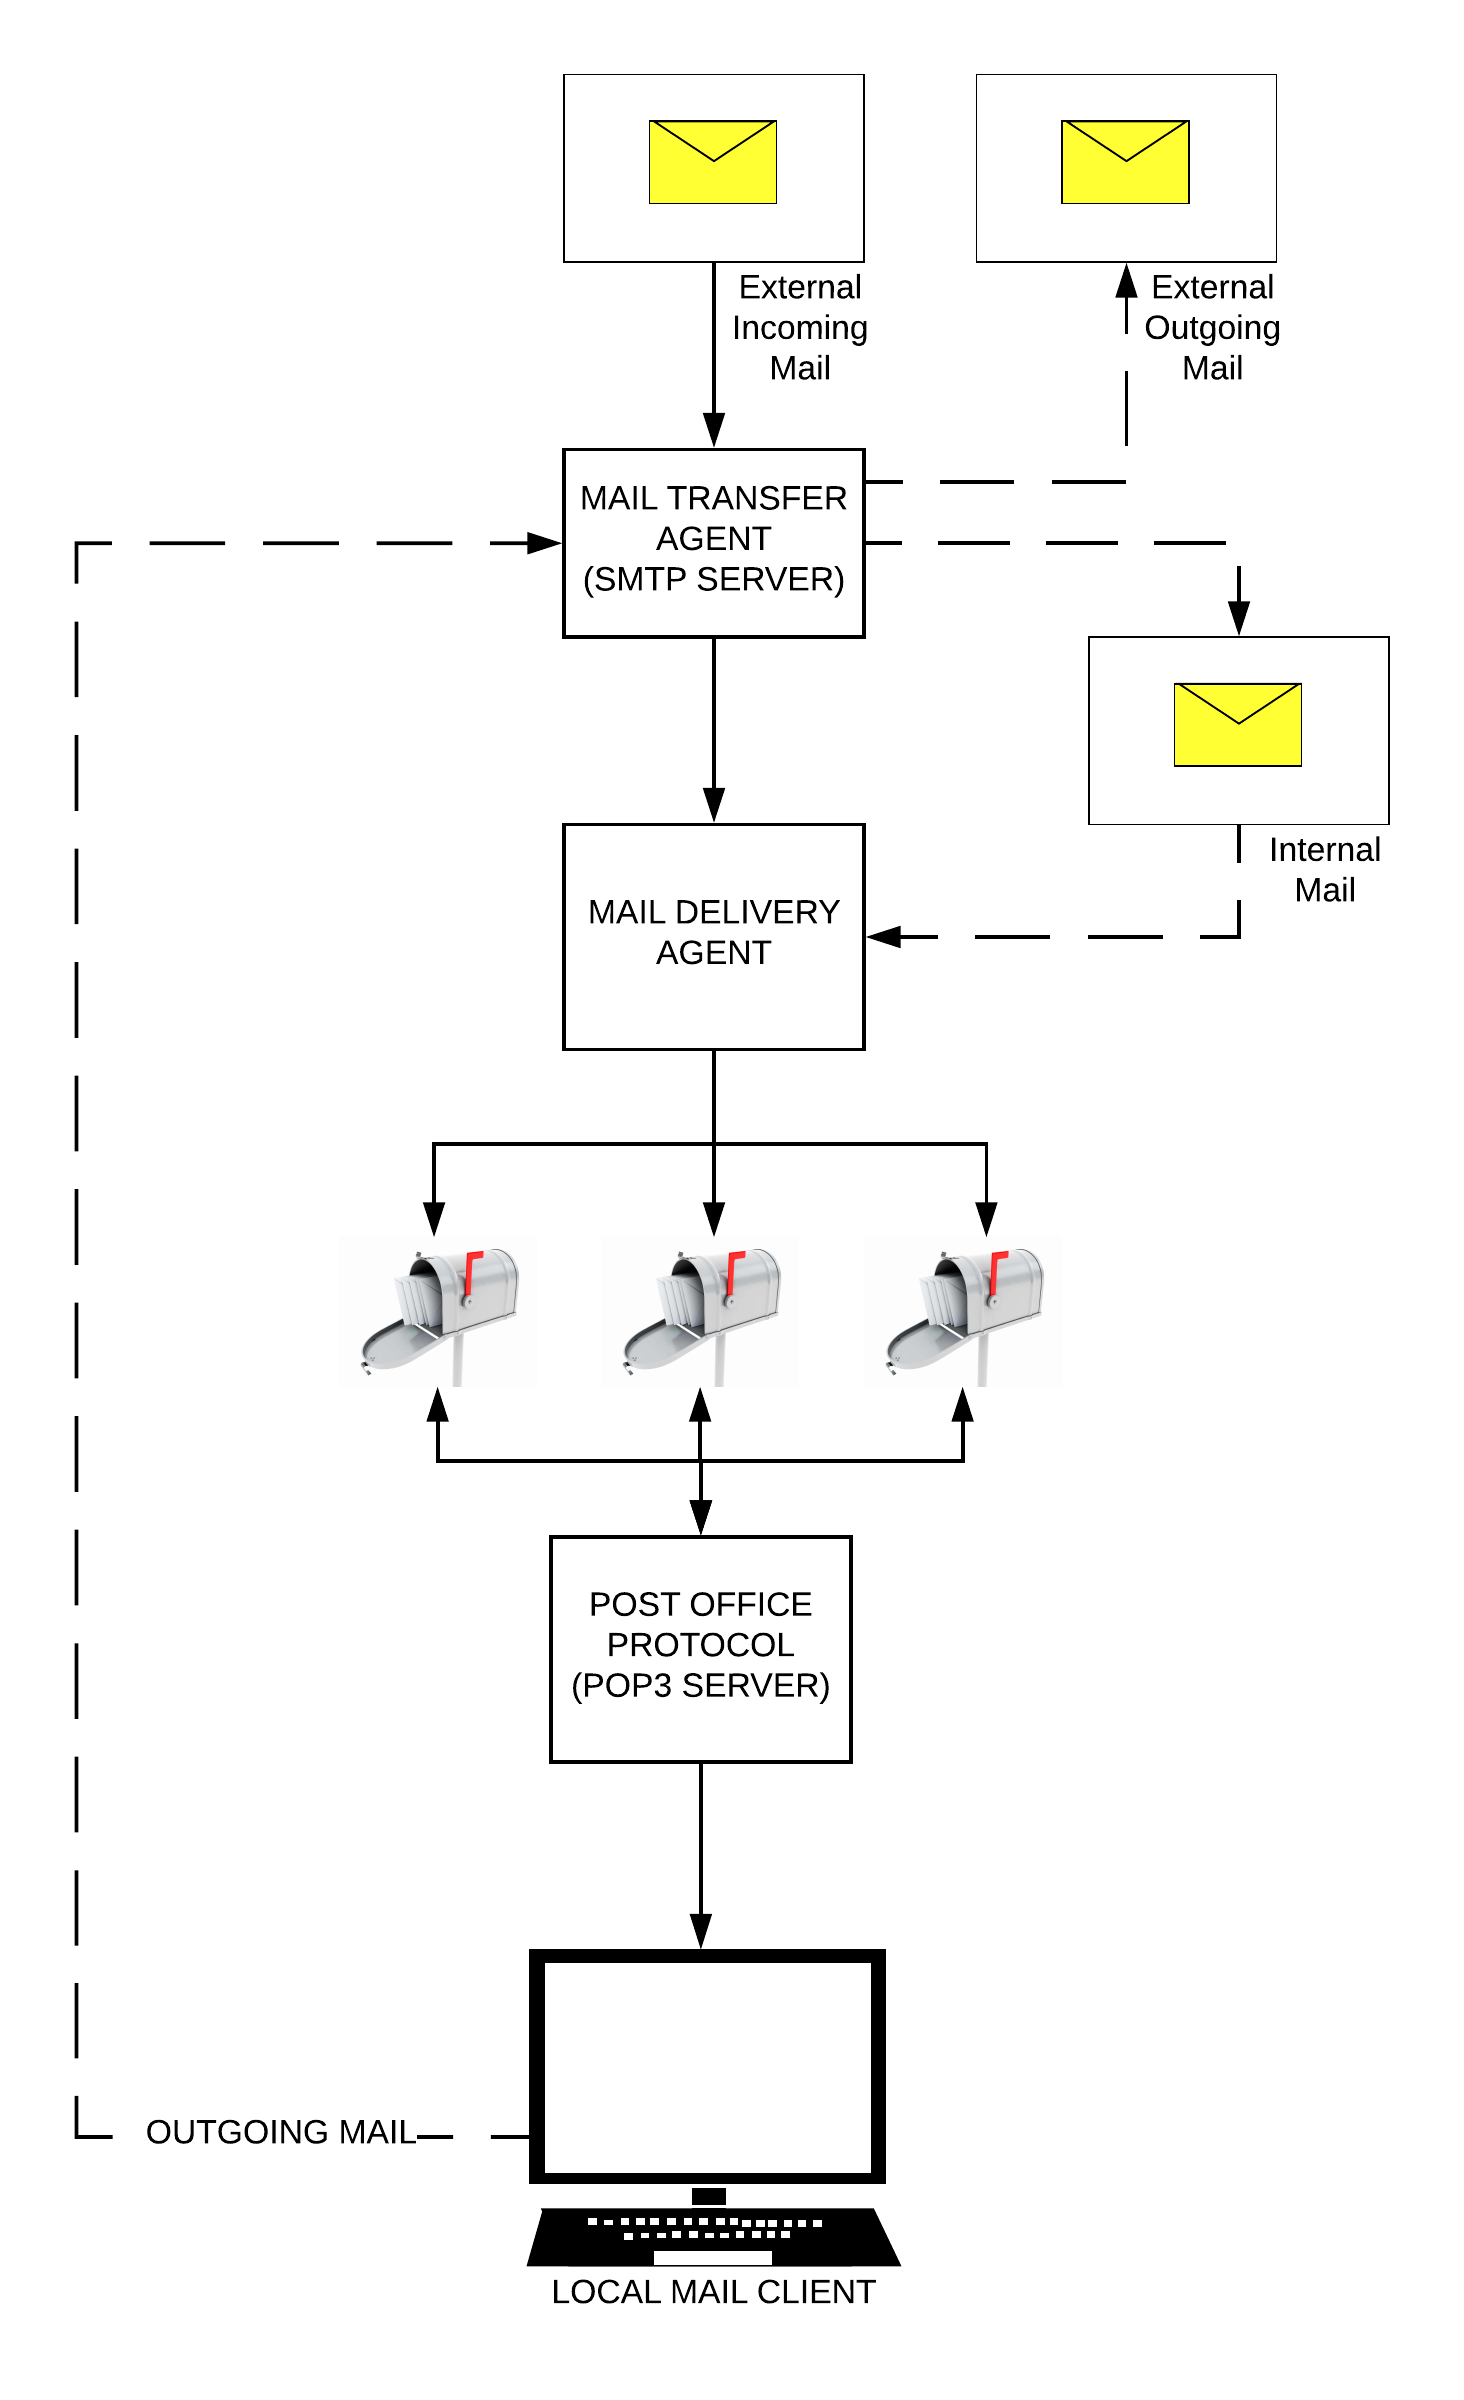 External
Incoming
Mail
External
Outgoing
Mail
MAIL TRANSFER
AGENT
(SMTP SERVER)
Internal
Mail
MAIL DELIVERY
AGENT
POST OFFICE
PROTOCOL
(POP3 SERVER)
OUTGOING MAIL
LOCAL MAIL CLIENT